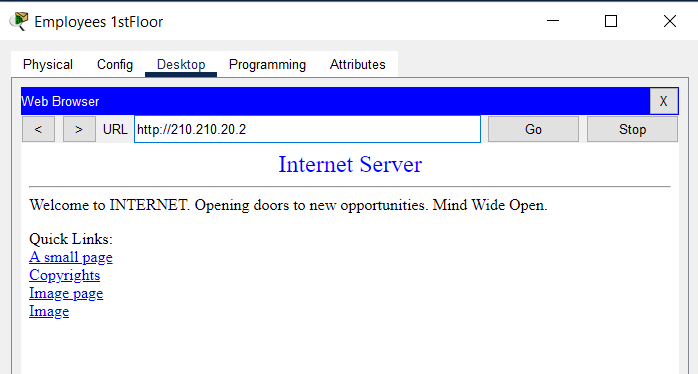 Employees 1stFloor
Physical Config Desktop Programming Attributes
Web Browser X
< > URL http://210.210.20.2 Go Stop
Internet Server
Welcome to INTERNET. Opening doors to new opportunities. Mind Wide Open.
Quick Links:
A small page
Copyrights
Image page
Image